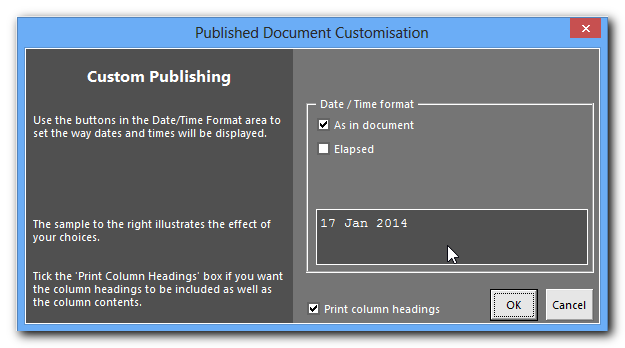 Published Document Customisation
Custom Publishing
Use the buttons in the Date/Time Format area to
set the way dates and times will be displayed.
The sample to the right illustrates the effect of
your choices.
Tick the 'Print Column Headings' box if you want
the column headings to be included as well as
the column contents.
Date / Time format
As in document
Elapsed
17 Jan 2014
Print column headings
OK
Cancel